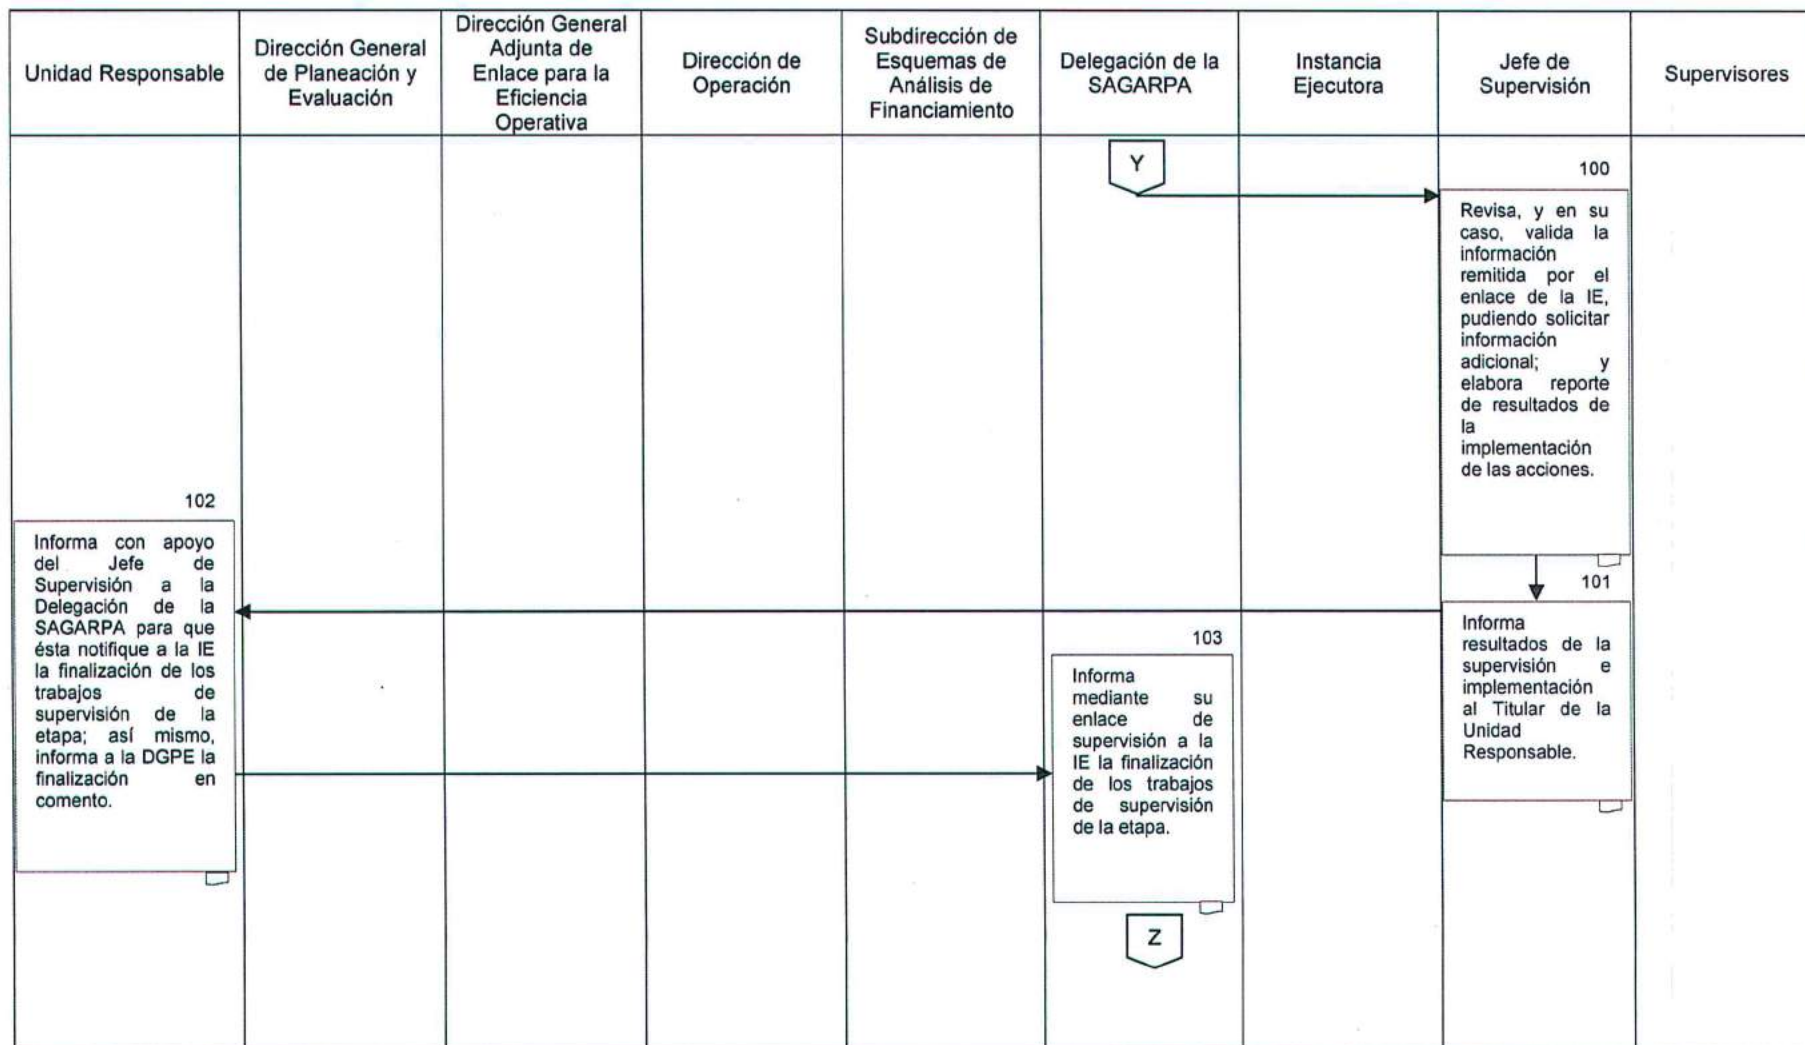 Unidad Responsable
Dirección General
de Planeación y
Evaluación
Dirección General
Adjunta de
Enlace para la
Eficiencia
Operativa
Dirección de
Operación
Subdirección de
Esquemas de
Análisis de
Financiamiento
Delegación de la
SAGARPA
Instancia
Ejecutora
Jefe de
Supervisión
Supervisores
Y
100
Revisa, y en su
caso, valida la
información
remitida por el
enlace de la IE,
pudiendo solicitar
información
adicional; y
elabora reporte
de resultados de
la
implementación
de las acciones.
101
Informa
resultados de la
supervisión e
implementación
al Titular de la
Unidad
Responsable.
102
Informa con apoyo
del Jefe de
Supervisión a la
Delegación de la
SAGARPA para que
ésta notifique a la IE
la finalización de los
trabajos de
supervisión de la
etapa; así mismo,
informa a la DGPE la
finalización en
comento.
103
Informa
mediante su
enlace de
supervisión a la
IE la finalización
de los trabajos
de supervisión
de la etapa.
Z